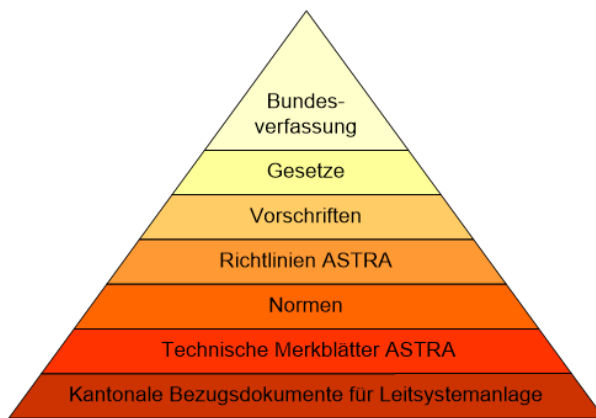 Bundes-
verfassung
Gesetze
Vorschriften
Richtlinien ASTRA
Normen
Technische Merkblätter ASTRA
Kantonale Bezugsdokumente für Leitsystemanlage